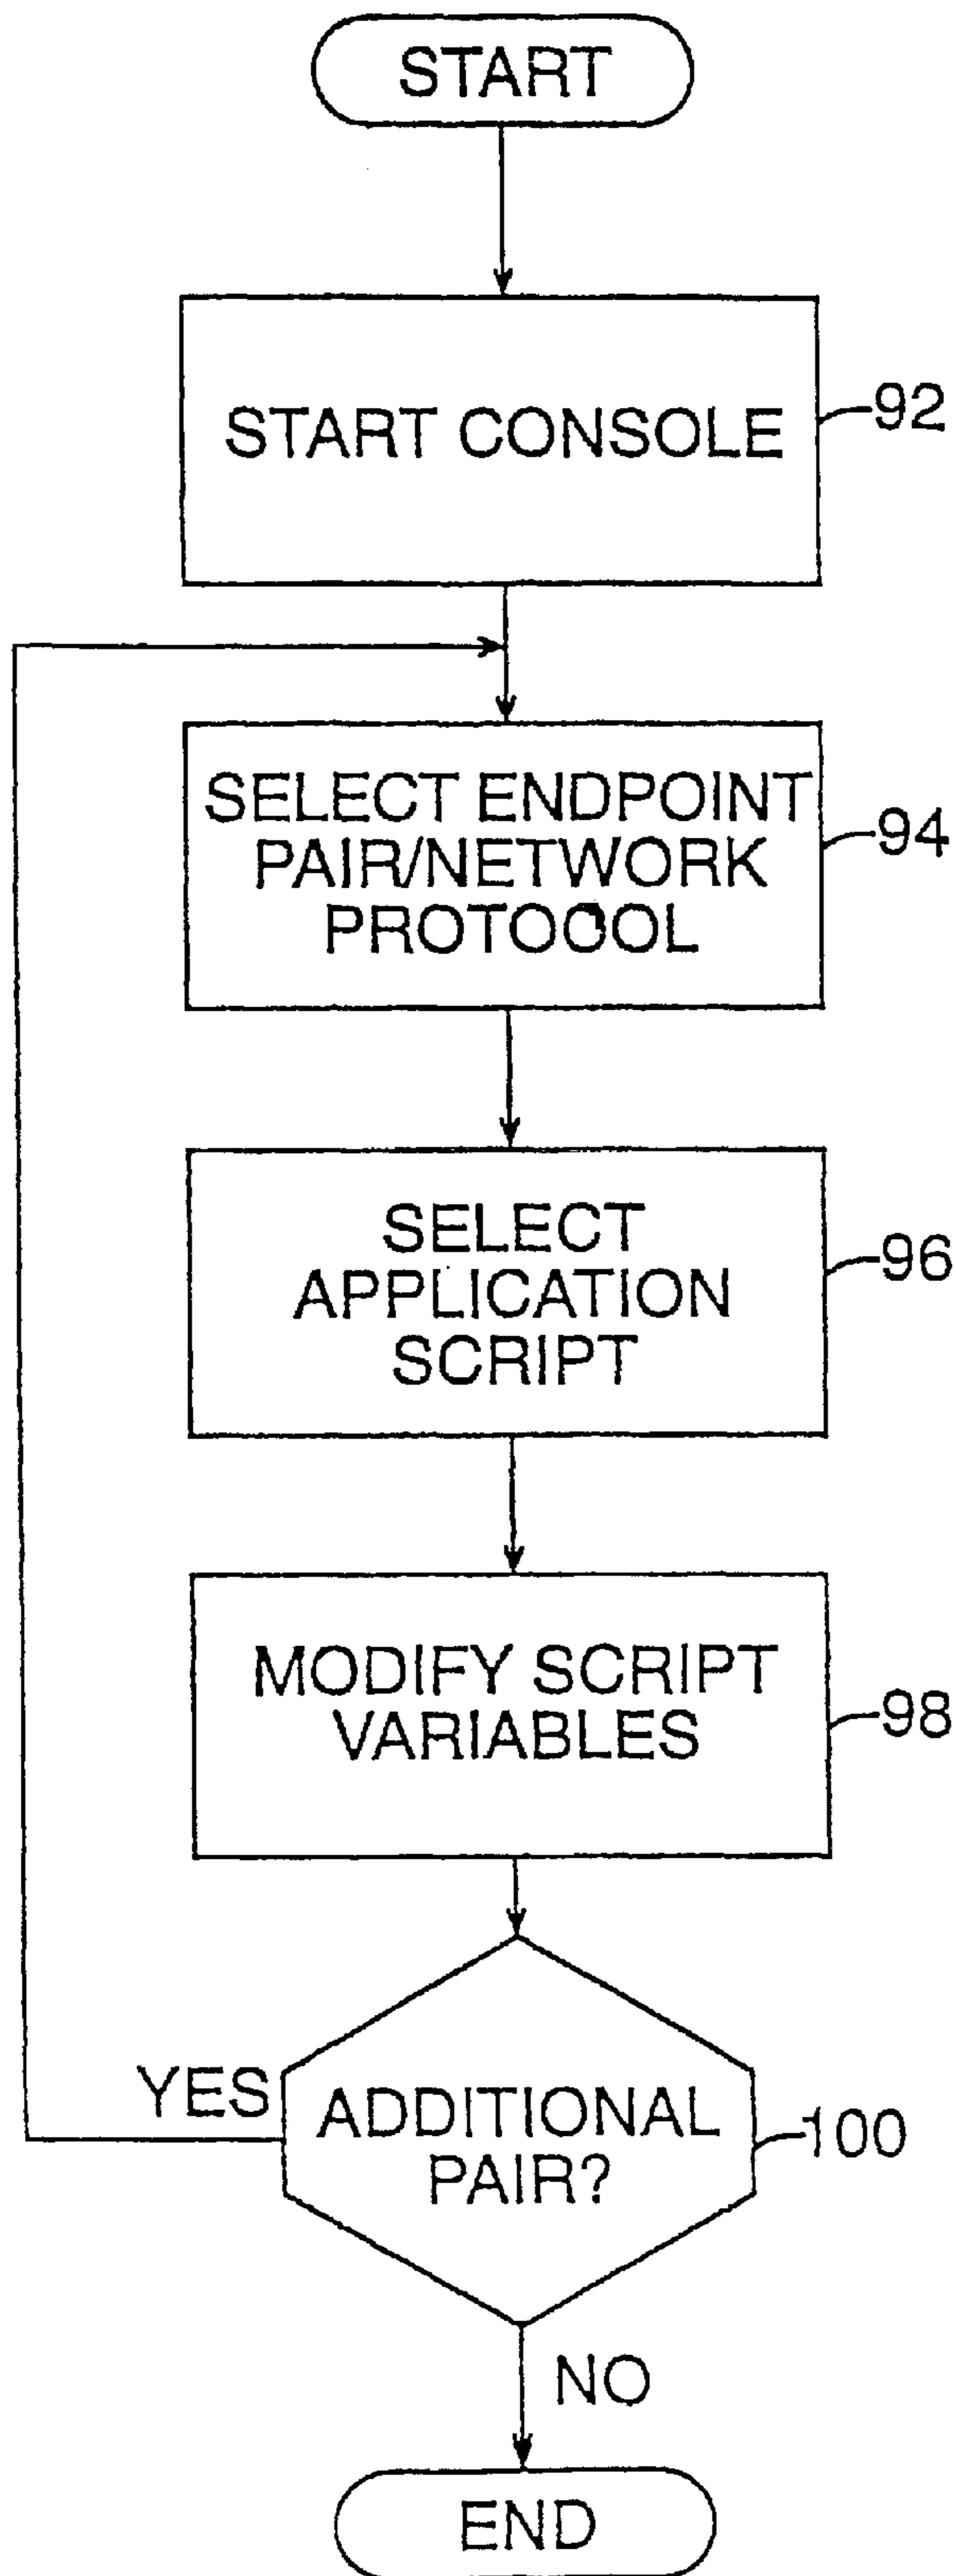 START
START CONSOLE
92
SELECT ENDPOINT
PAIR/NETWORK
PROTOCOL
94
SELECT
APPLICATION
SCRIPT
96
MODIFY SCRIPT
VARIABLES
98
YES
ADDITIONAL
PAIR?
100
NO
END